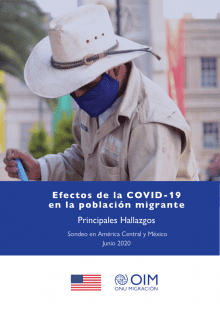 Efectos de la COVID-19
en la población migrante
Principales Hallazgos
Sondeo en América Central y México
Junio 2020
OIM
ONU MIGRACIÓN